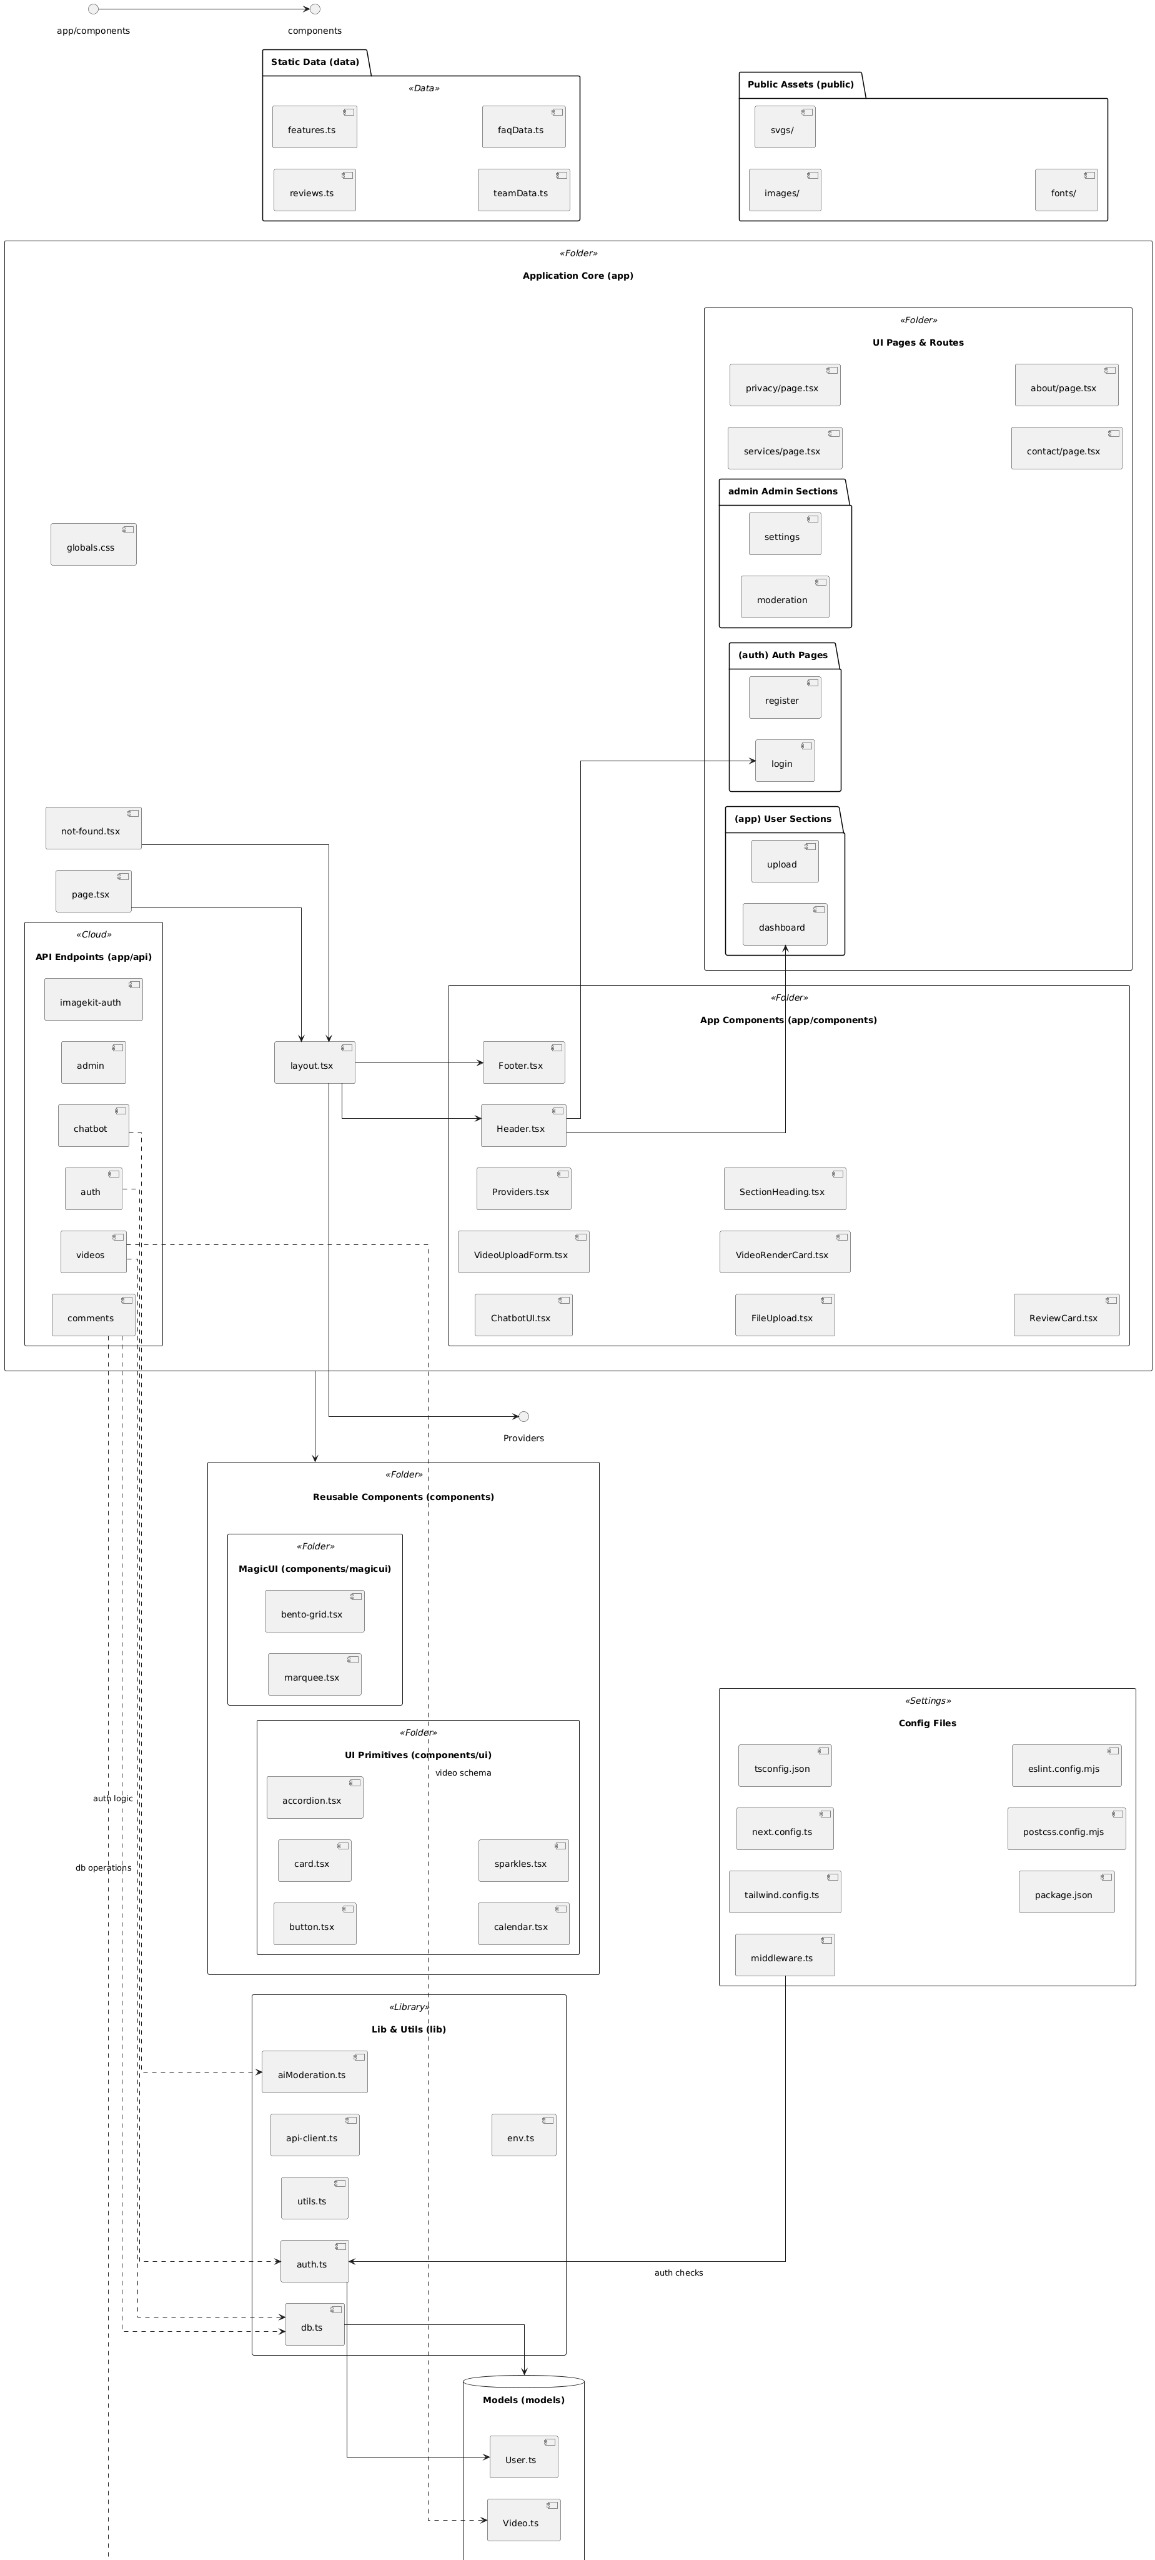 app/components
components
Static Data (data)
«Data»
features.ts
faqData.ts
reviews.ts
teamData.ts
Public Assets (public)
svgs/
images/
fonts/
«Folder»
Application Core (app)
«Folder»
UI Pages & Routes
privacy/page.tsx
about/page.tsx
services/page.tsx
contact/page.tsx
admin Admin Sections
settings
moderation
(auth) Auth Pages
register
login
(app) User Sections
upload
dashboard
globals.css
not-found.tsx
page.tsx
«Cloud»
API Endpoints (app/api)
imagekit-auth
admin
chatbot
auth
videos
comments
layout.tsx
«Folder»
App Components (app/components)
Footer.tsx
Header.tsx
Providers.tsx
SectionHeading.tsx
VideoUploadForm.tsx
VideoRenderCard.tsx
ChatbotUI.tsx
FileUpload.tsx
ReviewCard.tsx
Providers
«Folder»
Reusable Components (components)
«Folder»
MagicUI (components/magicui)
bento-grid.tsx
marquee.tsx
«Folder»
UI Primitives (components/ui)
video schema
accordion.tsx
card.tsx
sparkles.tsx
button.tsx
calendar.tsx
auth logic
db operations
«Settings»
Config Files
tsconfig.json
eslint.config.mjs
next.config.ts
postcss.config.mjs
tailwind.config.ts
package.json
middleware.ts
«Library»
Lib & Utils (lib)
aiModeration.ts
api-client.ts
env.ts
utils.ts
auth.ts
auth checks
db.ts
Models (models)
User.ts
Video.ts